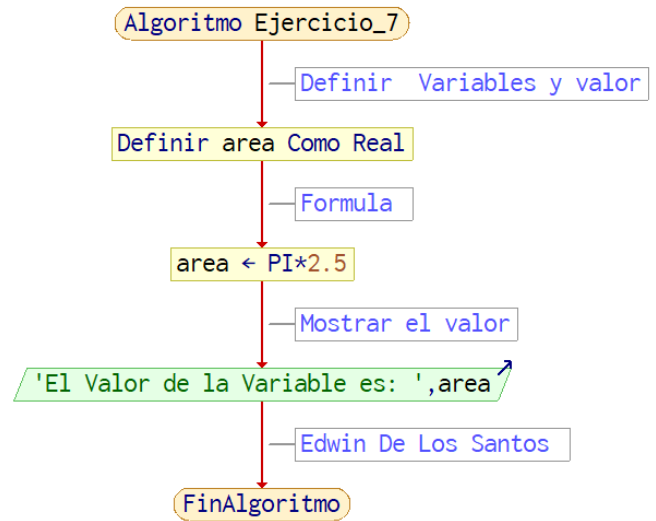 Algoritmo Ejercicio_7
Definir Variables y valor
Definir area Como Real
Formula
area ← PI*2.5
Mostrar el valor
'El Valor de la Variable es: ',area
Edwin De Los Santos
FinAlgoritmo